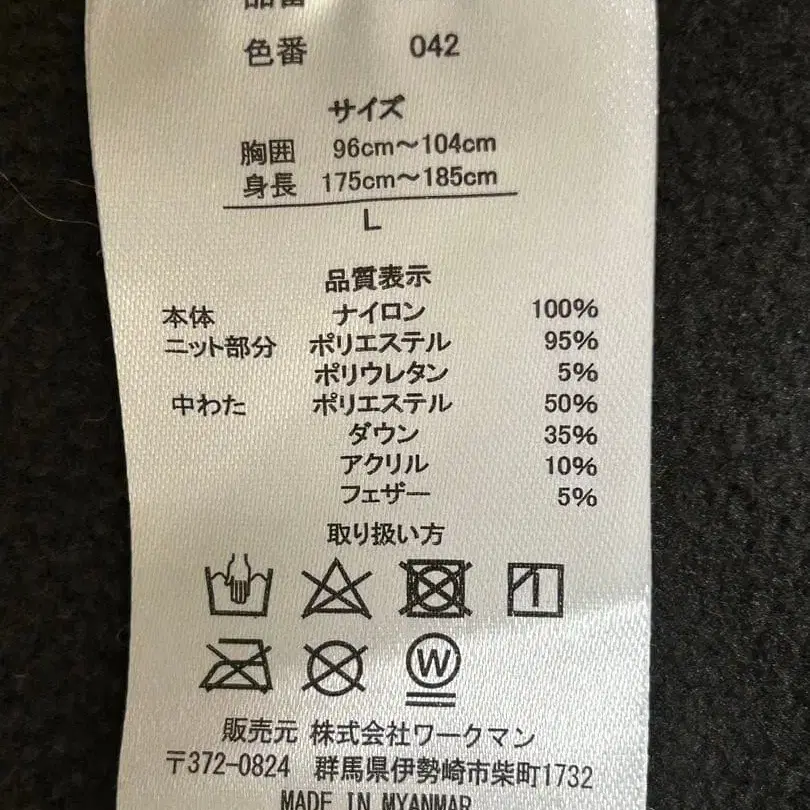 品番
色番 042
サイズ
胸囲 96cm～104cm
身長 175cm～185cm
L
品質表示
本体 ナイロン 100%
ニット部分 ポリエステル 95%
ポリウレタン 5%
中わた ポリエステル 50%
ダウン 35%
アクリル 10%
フェザー 5%
取り扱い方
W
販売元 株式会社ワークマン
〒372-0824 群馬県伊勢崎市柴町1732
MADE IN MYANMAR